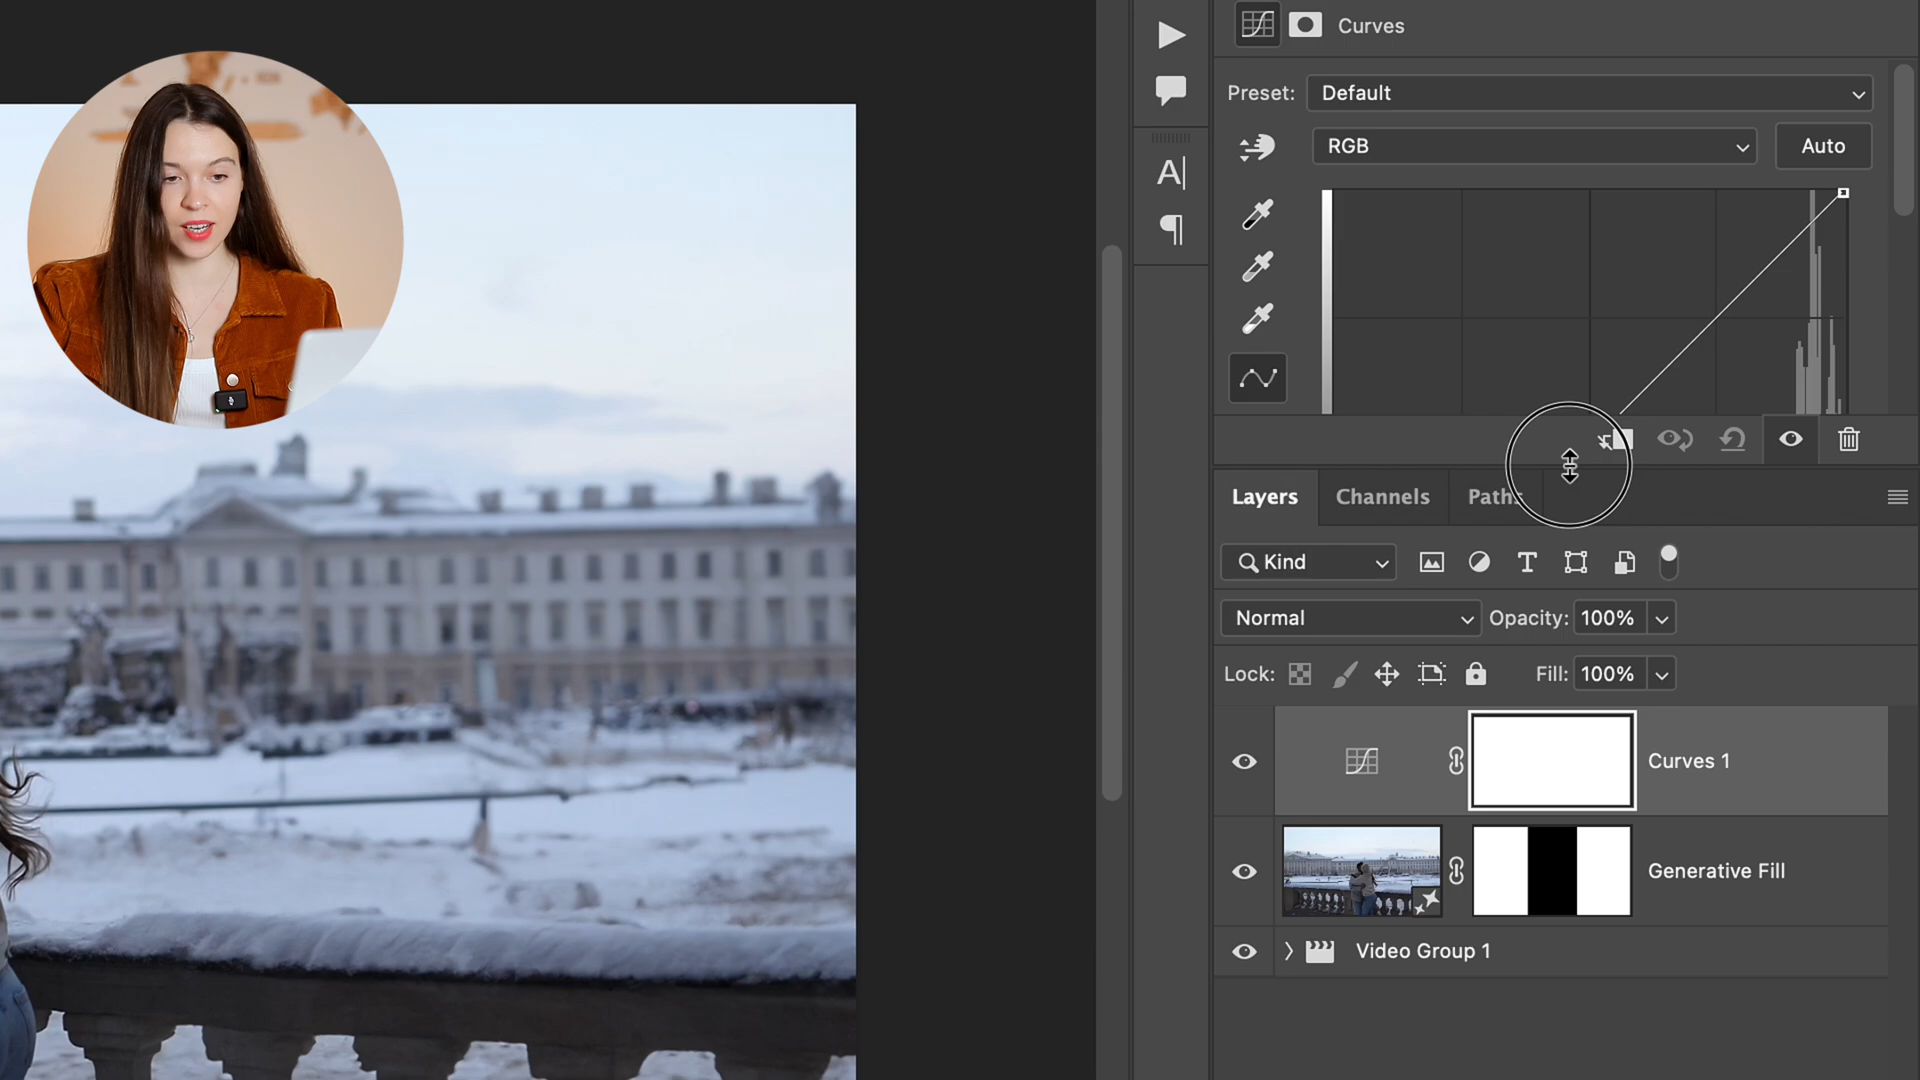 Curves
Preset: Default
RGB Auto
A
Layers Channels Paths
Kind T
Normal Opacity: 100%
Lock: Fill: 100%
Curves 1
Generative Fill
Video Group 1